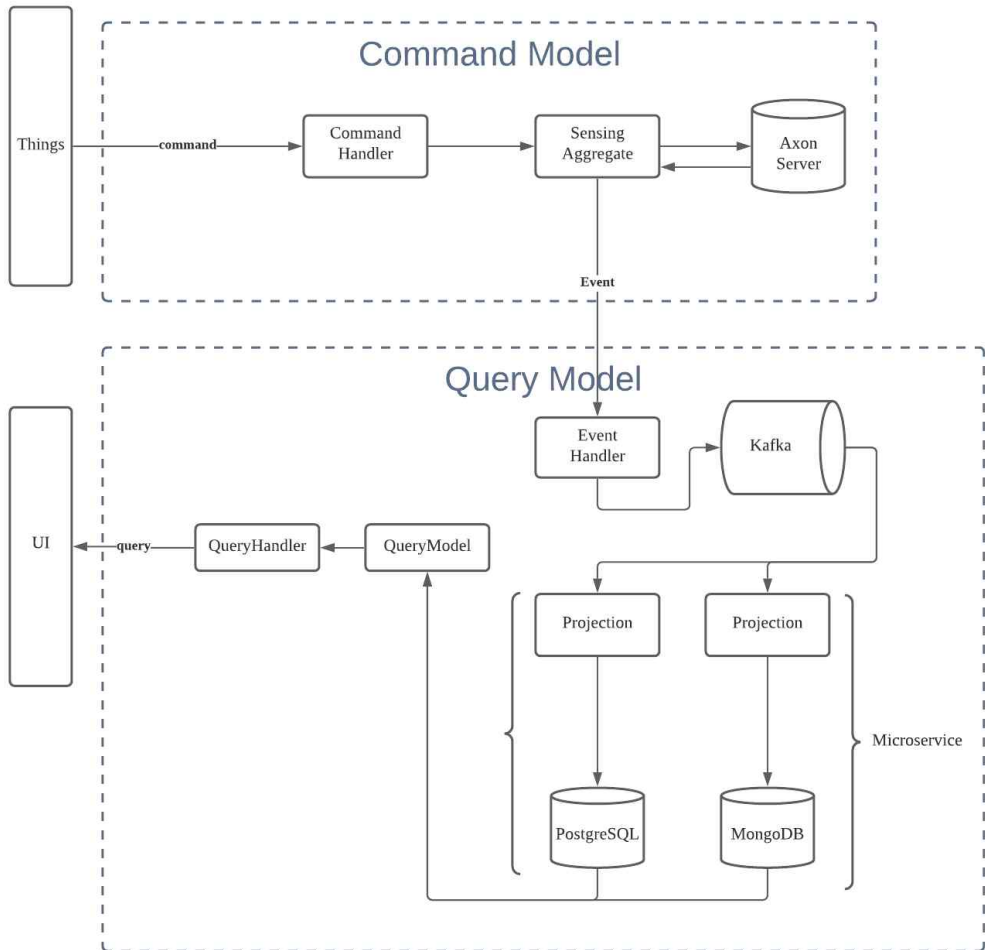 Command Model
Things
command
Command
Handler
Sensing
Aggregate
Axon
Server
Event
Query Model
Event
Handler
Kafka
UI
query
QueryHandler
QueryModel
Projection
Projection
Microservice
PostgreSQL
MongoDB